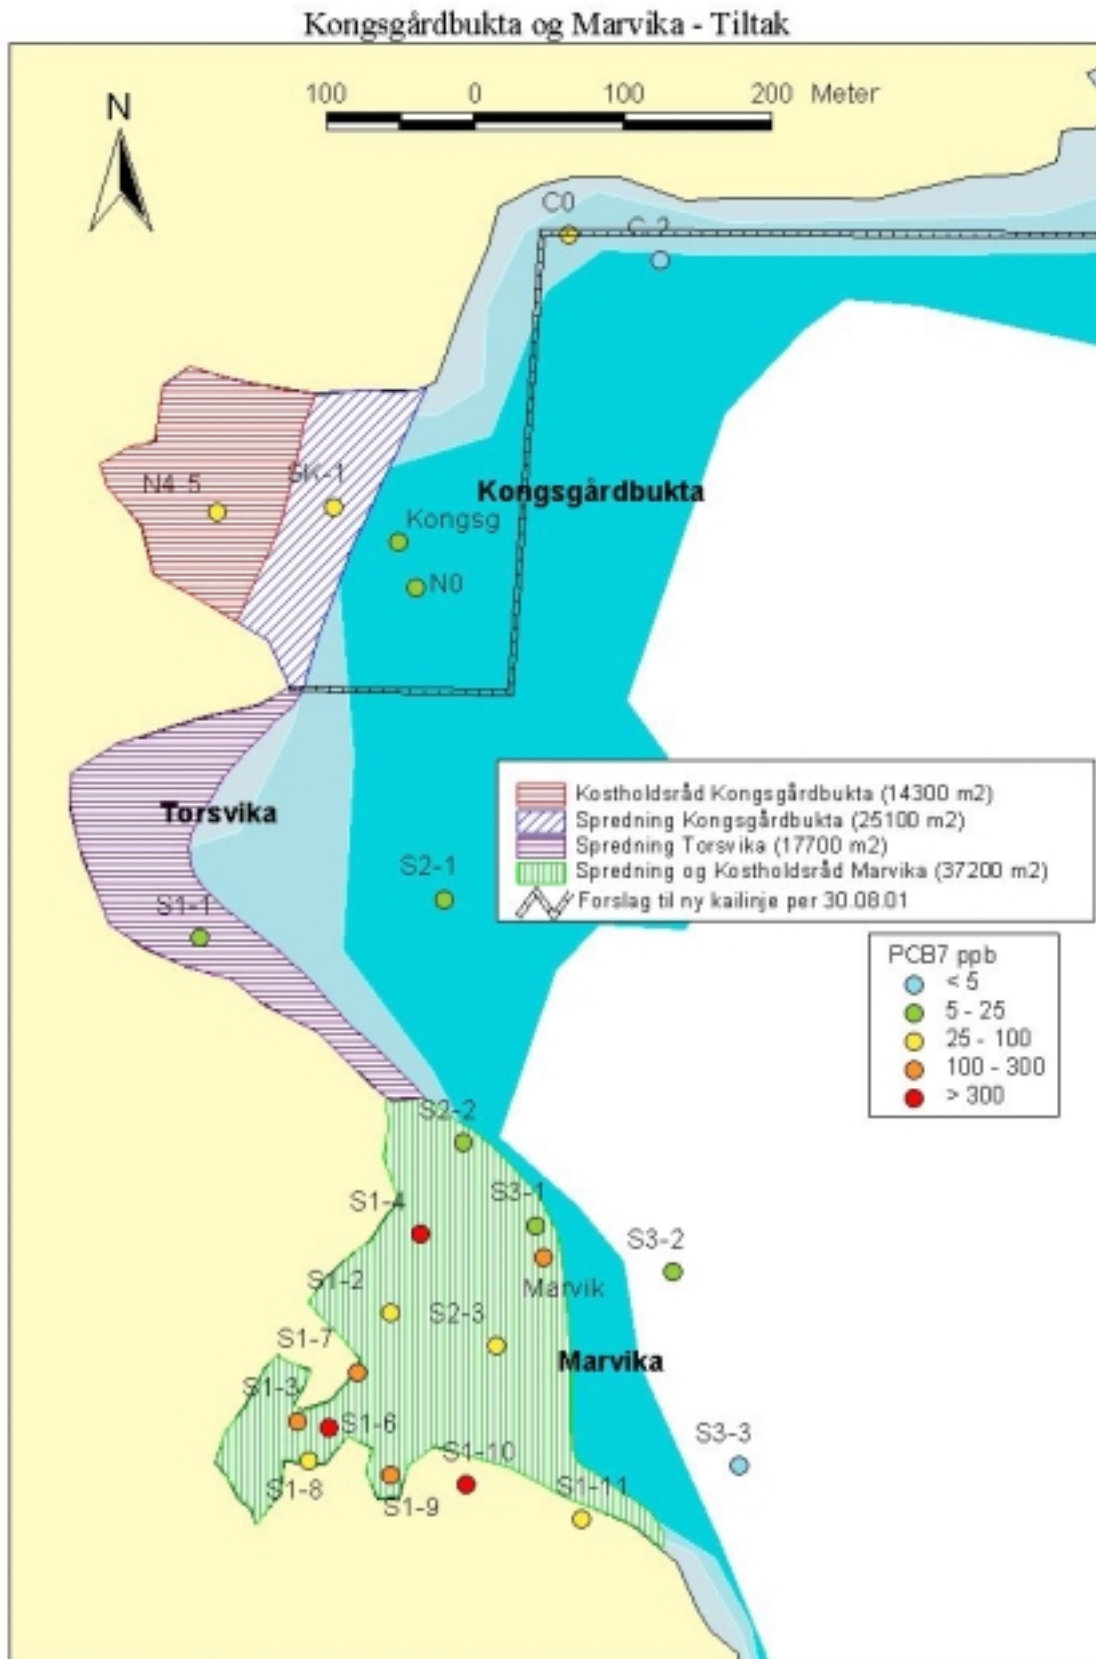 Kongsgårdbukta og Marvika - Tiltak
N
100 0 100 200 Meter
C0
C-2
N4-5
SK-1
Kongsgårdbukta
Kongsg
N0
Torsvika
Kostholdsråd Kongsgårdbukta (14300 m2)
Spredning Kongsgårdbukta (25100 m2)
Spredning Torsvika (17700 m2)
Spredning og Kostholdsråd Marvika (37200 m2)
Forslag til ny kailinje per 30.08.01
S2-1
S1-1
PCB7 ppb
< 5
5 - 25
25 - 100
100 - 300
> 300
S2-2
S1-4
S3-1
S3-2
S1-2
Marvik
S2-3
S1-7
Marvika
S1-3
S1-6
S3-3
S1-10
S1-8
S1-11
S1-9